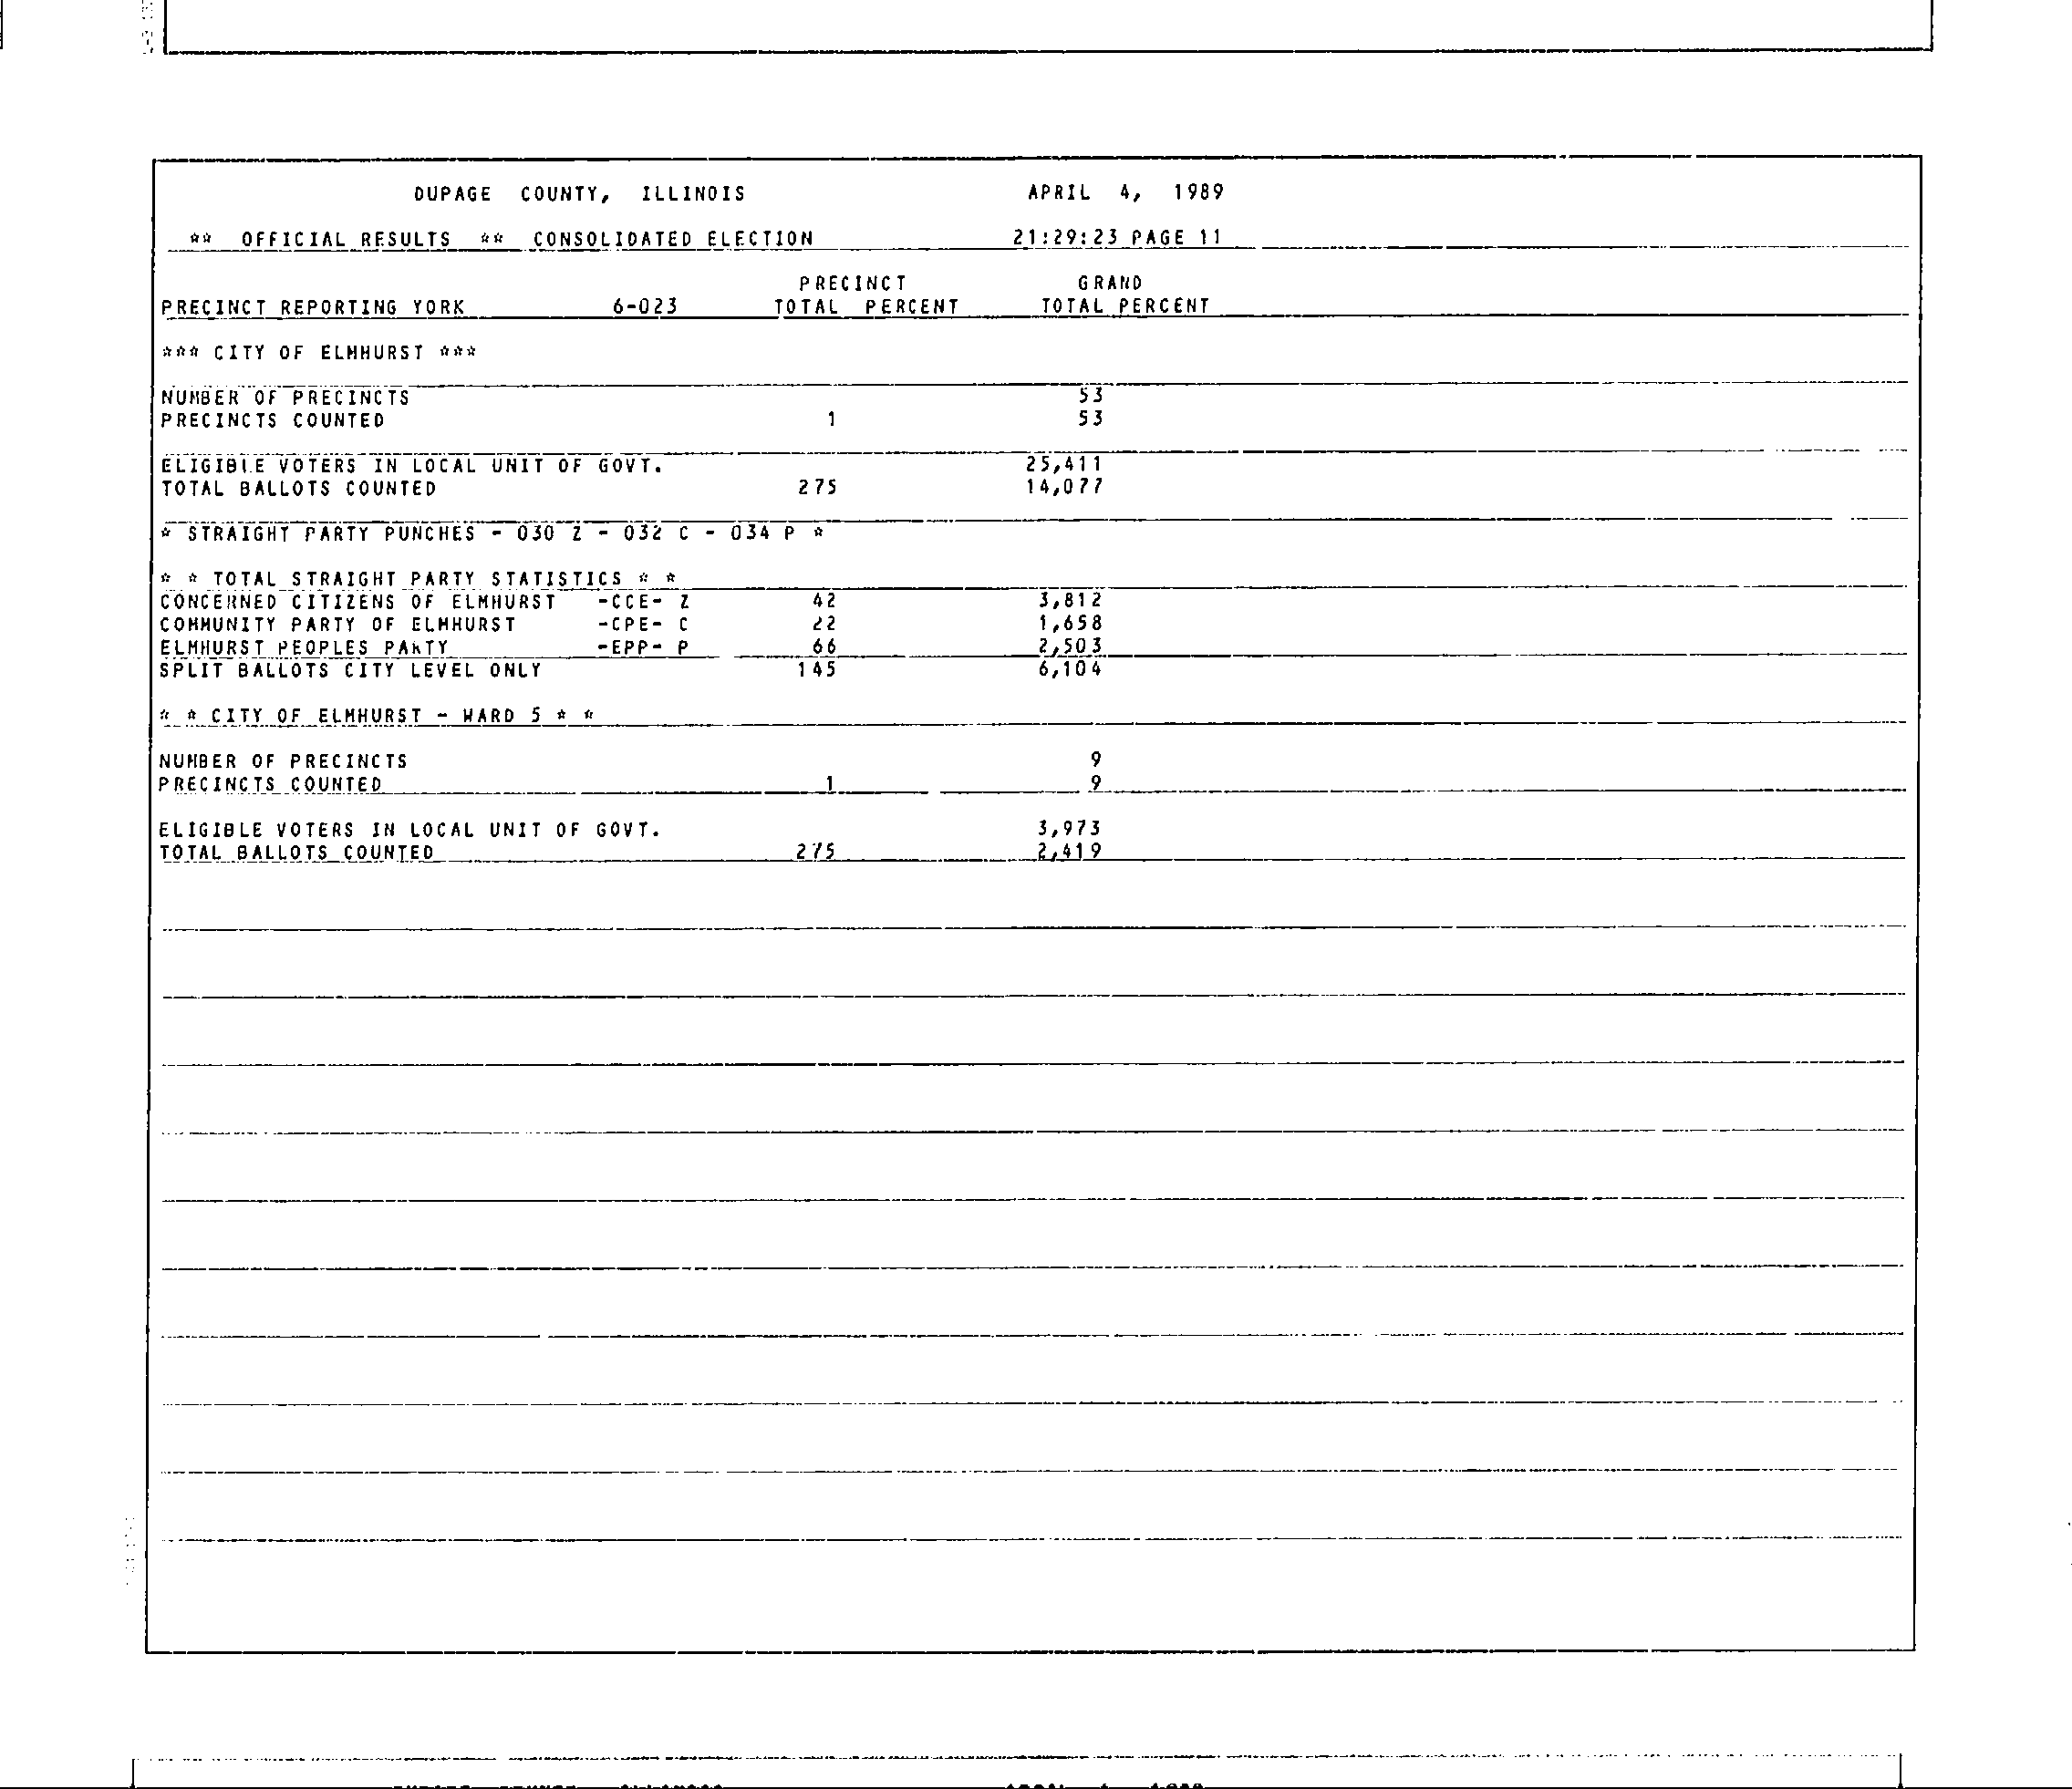 DUPAGE COUNTY, ILLINOIS APRIL 4, 1989
** OFFICIAL RESULTS ** CONSOLIDATED ELECTION 21:29:23 PAGE 11
PRECINCT GRAND
PRECINCT REPORTING YORK 6-023 TOTAL PERCENT TOTAL PERCENT
*** CITY OF ELMHURST ***
NUMBER OF PRECINCTS 53
PRECINCTS COUNTED 1 53
ELIGIBLE VOTERS IN LOCAL UNIT OF GOVT. 25,411
TOTAL BALLOTS COUNTED 275 14,077
* STRAIGHT PARTY PUNCHES - 030 Z - 032 C - 034 P *
* * TOTAL STRAIGHT PARTY STATISTICS * *
CONCERNED CITIZENS OF ELMHURST -CCE- Z 42 3,812
COMMUNITY PARTY OF ELMHURST -CPE- C 22 1,658
ELMHURST PEOPLES PARTY -EPP- P 66 2,503
SPLIT BALLOTS CITY LEVEL ONLY 145 6,104
* * CITY OF ELMHURST - WARD 5 * *
NUMBER OF PRECINCTS 9
PRECINCTS COUNTED 1 9
ELIGIBLE VOTERS IN LOCAL UNIT OF GOVT. 3,973
TOTAL BALLOTS COUNTED 275 2,419